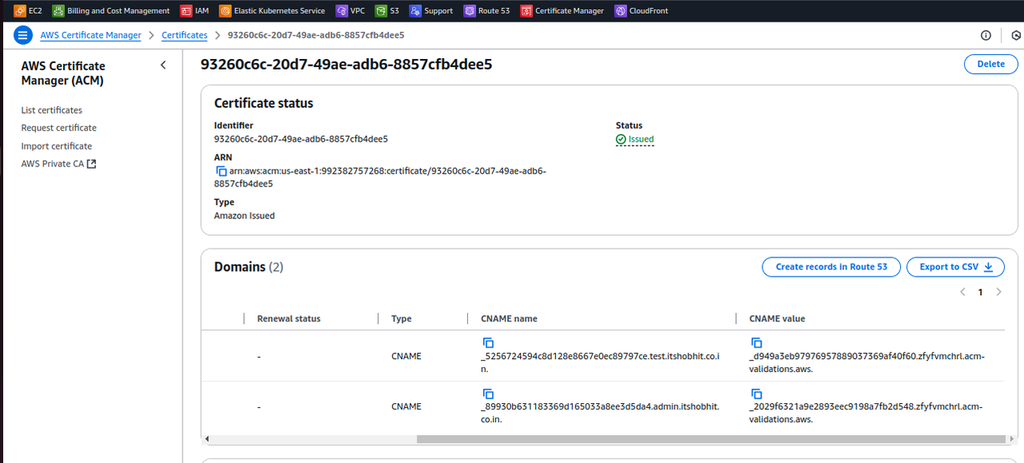 EC2 Billing and Cost Management IAM Elastic Kubernetes Service VPC S3 Support Route 53 Certificate Manager CloudFront
AWS Certificate Manager > Certificates > 93260c6c-20d7-49ae-adb6-8857cfb4dee5
AWS Certificate
Manager (ACM)
List certificates
Request certificate
Import certificate
AWS Private CA
93260c6c-20d7-49ae-adb6-8857cfb4dee5
Delete
Certificate status
Identifier
93260c6c-20d7-49ae-adb6-8857cfb4dee5
Status
Issued
ARN
arn:aws:acm:us-east-1:992382757268:certificate/93260c6c-20d7-49ae-adb6-
8857cfb4dee5
Type
Amazon Issued
Domains (2)
Create records in Route 53
Export to CSV
< 1 >
Renewal status Type CNAME name CNAME value
- CNAME
_5256724594c8d128e8667e0ec89797ce.test.itshobhit.co.i
n.
_d949a3eb97976957889037369af40f60.zfyfvmchrl.acm-
validations.aws.
- CNAME
_89930b631183369d165033a8ee3d5da4.admin.itshobhit.
co.in.
_2029f6321a9e2893eec9198a7fb2d548.zfyfvmchrl.acm-
validations.aws.